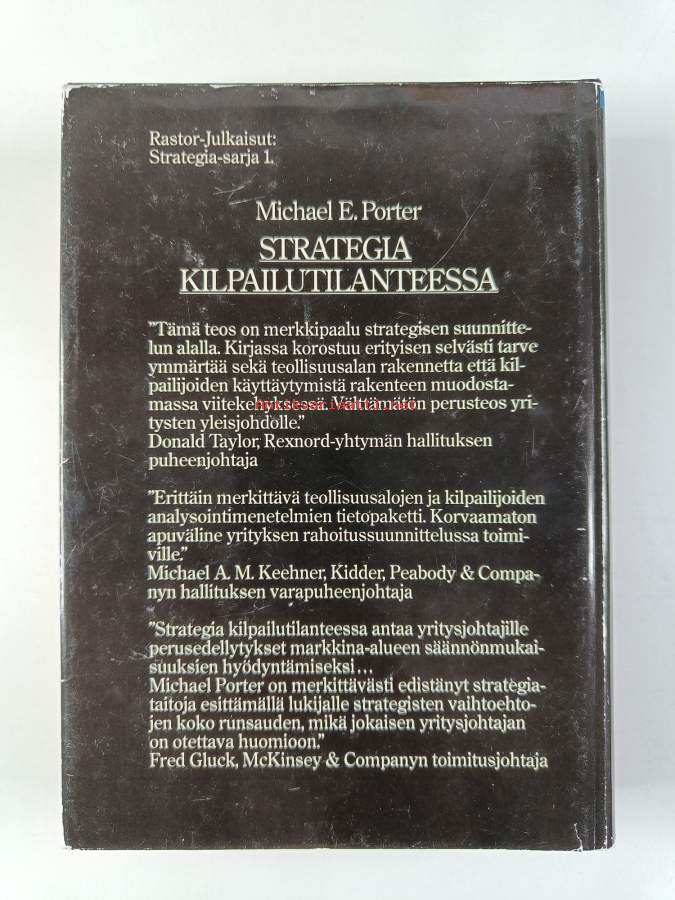 Rastor-Julkaisut:
Strategia-sarja 1.
Michael E. Porter
STRATEGIA
KILPAILUTILANTEESSA
"Tämä teos on merkkipaalu strategisen suunnitte-
lun alalla. Kirjassa korostuu erityisen selvästi tarve
ymmärtää sekä teollisuusalan rakennetta että kil-
pailijoiden käyttäytymistä rakenteen muodosta-
massa viitekehyksessä. Välttämätön perusteos yri-
tysten yleisjohdolle."
Donald Taylor, Rexnord-yhtymän hallituksen
puheenjohtaja
"Erittäin merkittävä teollisuusalojen ja kilpailijoiden
analysointimenetelmien tietopaketti. Korvaamaton
apuväline yrityksen rahoitussuunnittelussa toimi-
ville."
Michael A. M. Keehner, Kidder, Peabody & Compa-
nyn hallituksen varapuheenjohtaja
"Strategia kilpailutilanteessa antaa yritysjohtajille
perusedellytykset markkina-alueen säännönmukai-
suuksien hyödyntämiseksi...
Michael Porter on merkittävästi edistänyt strategia-
taitoja esittämällä lukijalle strategisten vaihtoehto-
jen koko runsauden, mikä jokaisen yritysjohtajan
on otettava huomioon."
Fred Gluck, McKinsey & Companyn toimitusjohtaja